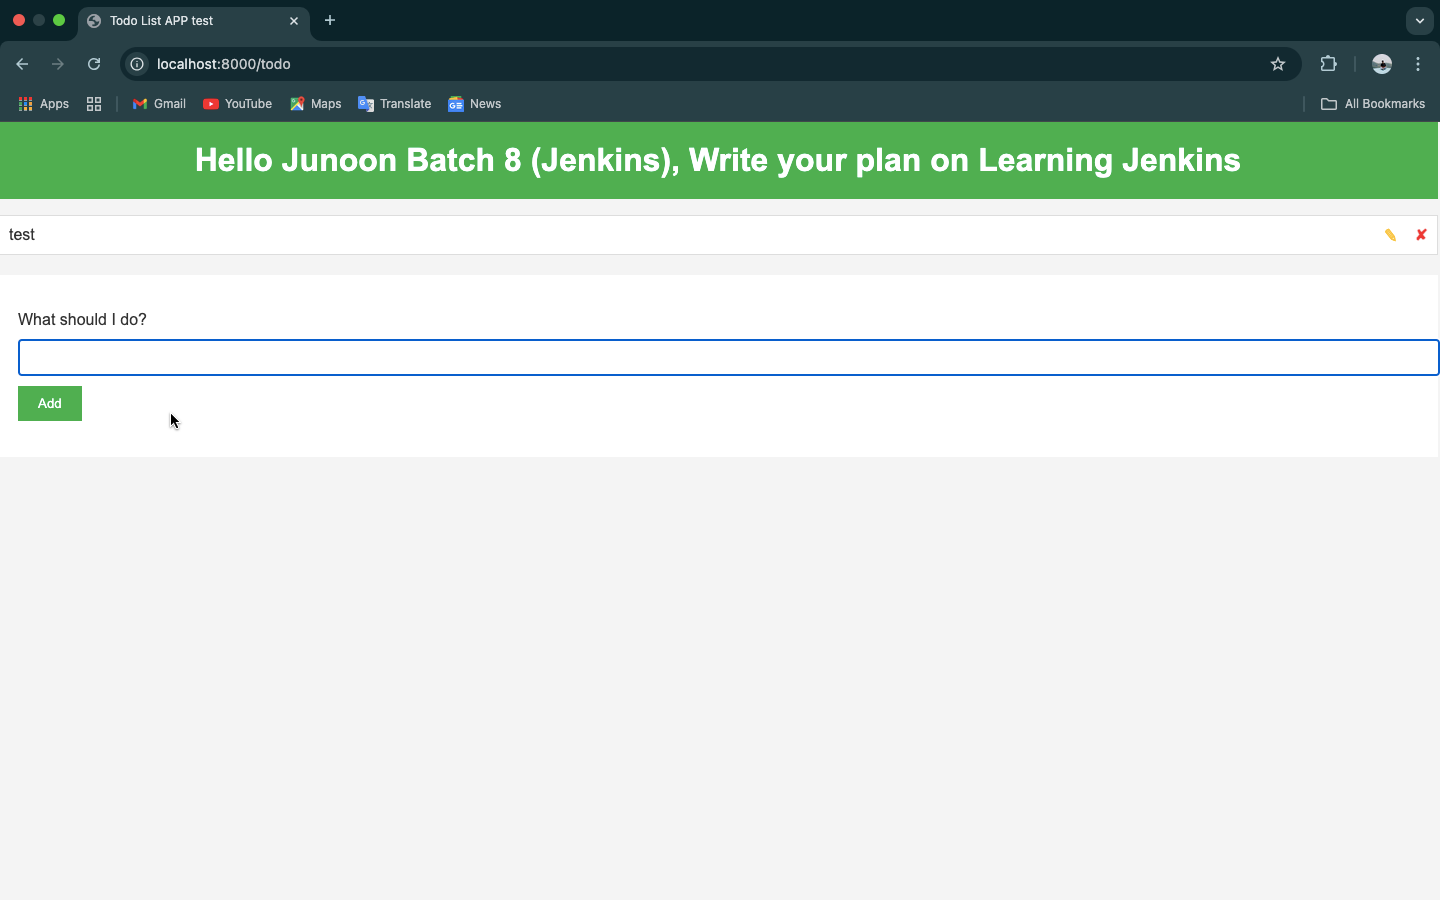 Todo List APP test
localhost:8000/todo
Apps Gmail YouTube Maps Translate News All Bookmarks
Hello Junoon Batch 8 (Jenkins), Write your plan on Learning Jenkins
test
What should I do?
Add